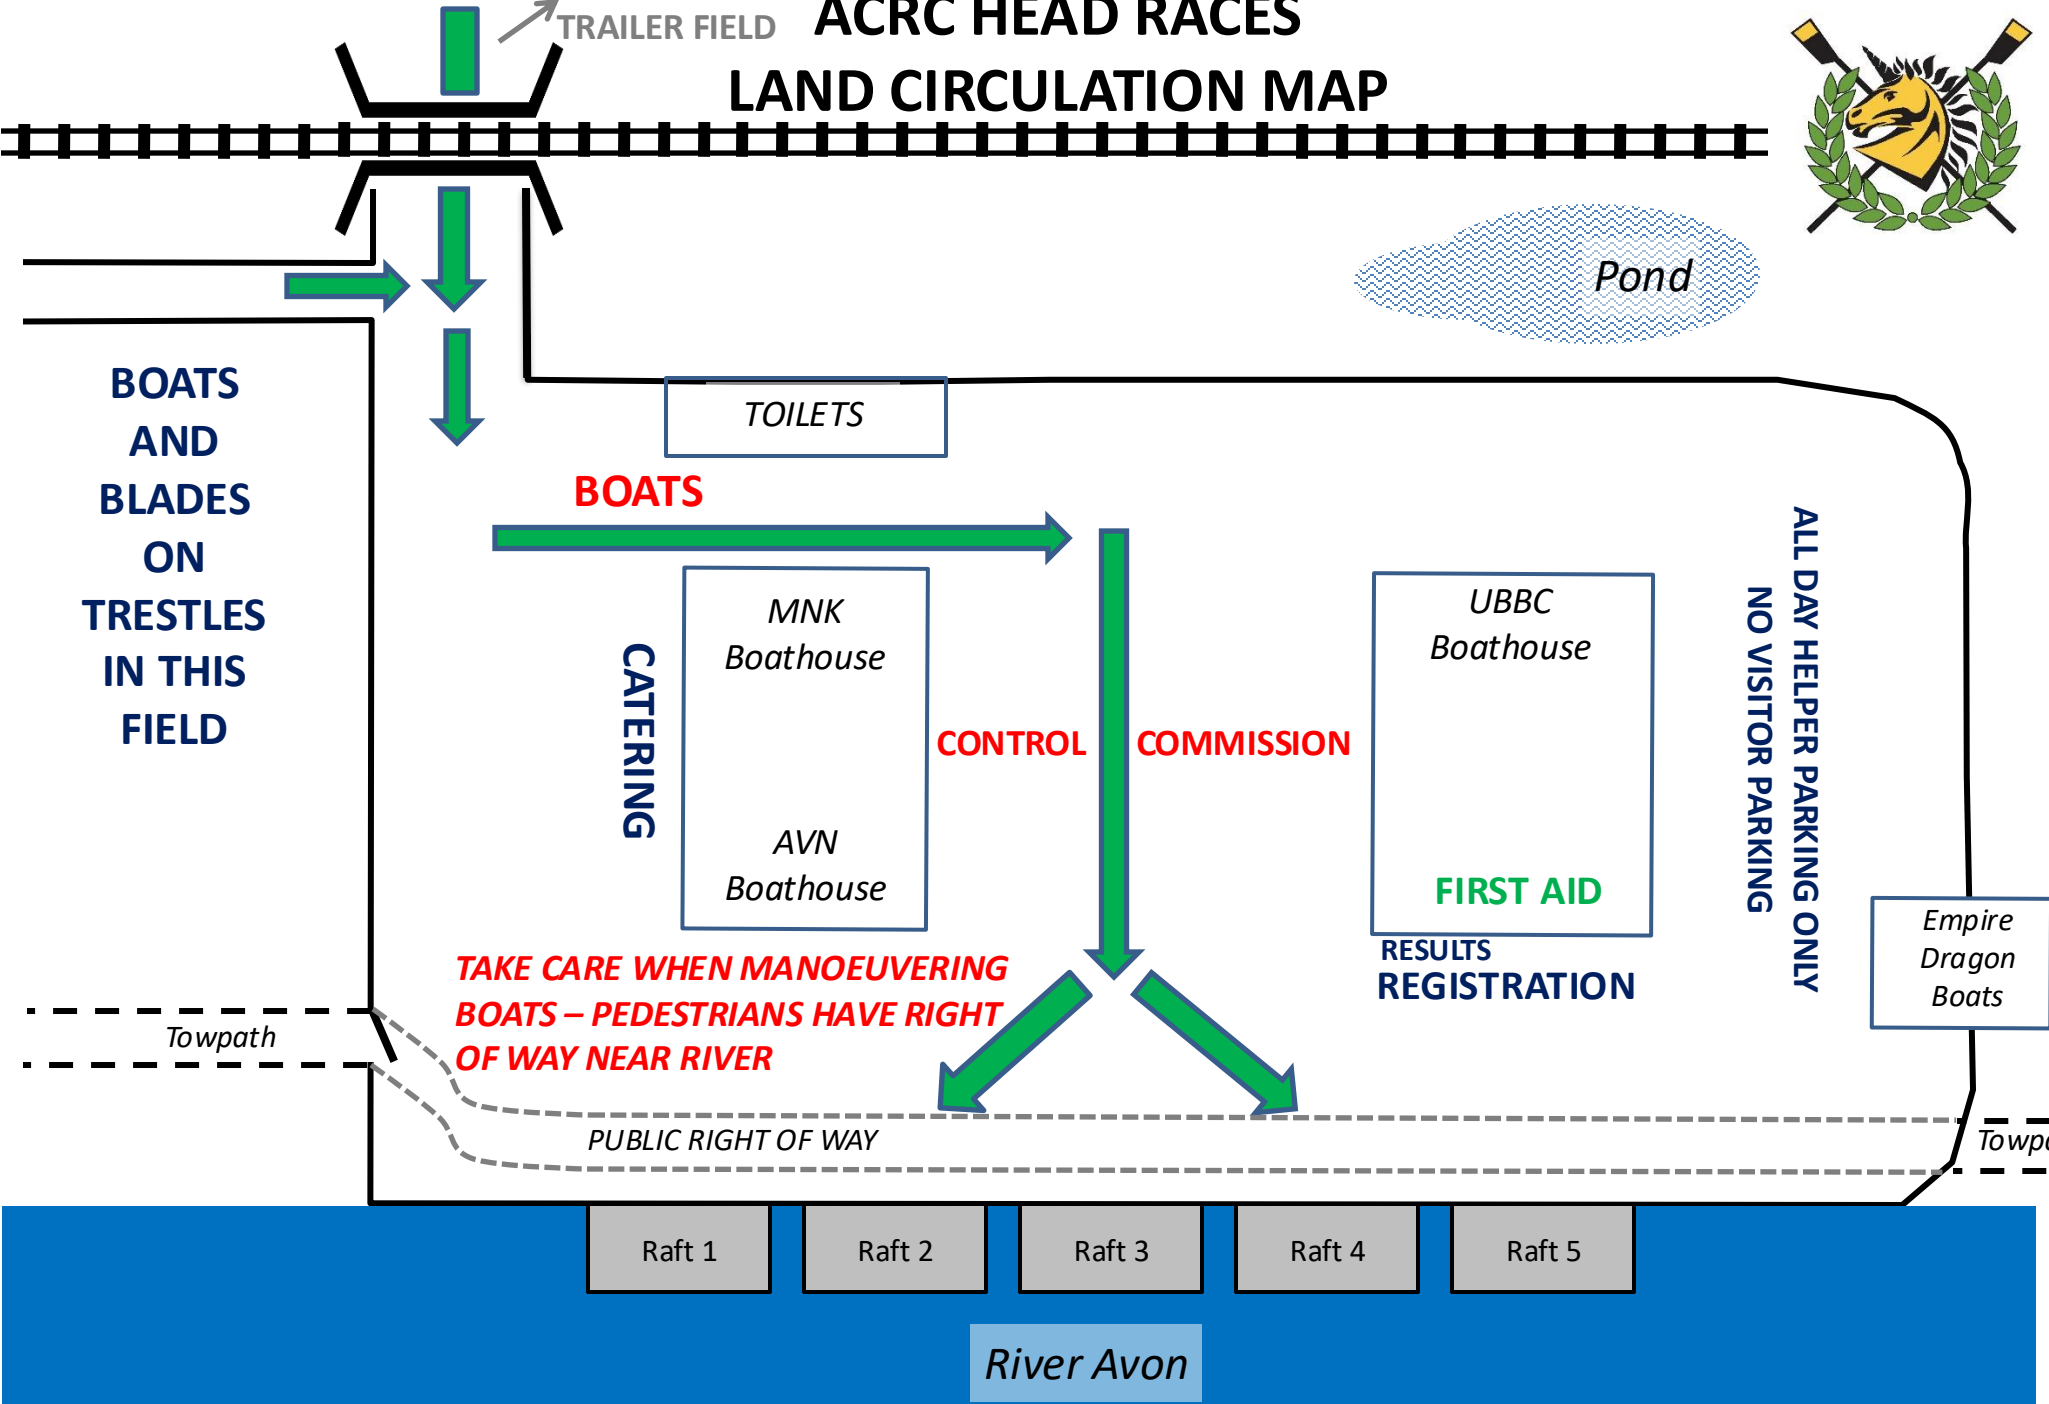 ACRC HEAD RACES
LAND CIRCULATION MAP
TRAILER FIELD
Pond
BOATS
AND
BLADES
ON
TRESTLES
IN THIS
FIELD
TOILETS
BOATS
MNK
Boathouse
AVN
Boathouse
CATERING
CONTROL
COMMISSION
UBBC
Boathouse
FIRST AID
RESULTS
REGISTRATION
ALL DAY HELPER PARKING ONLY
NO VISITOR PARKING
Empire
Dragon
Boats
TAKE CARE WHEN MANOEUVERING
BOATS – PEDESTRIANS HAVE RIGHT
OF WAY NEAR RIVER
Towpath
PUBLIC RIGHT OF WAY
Raft 1
Raft 2
Raft 3
Raft 4
Raft 5
River Avon